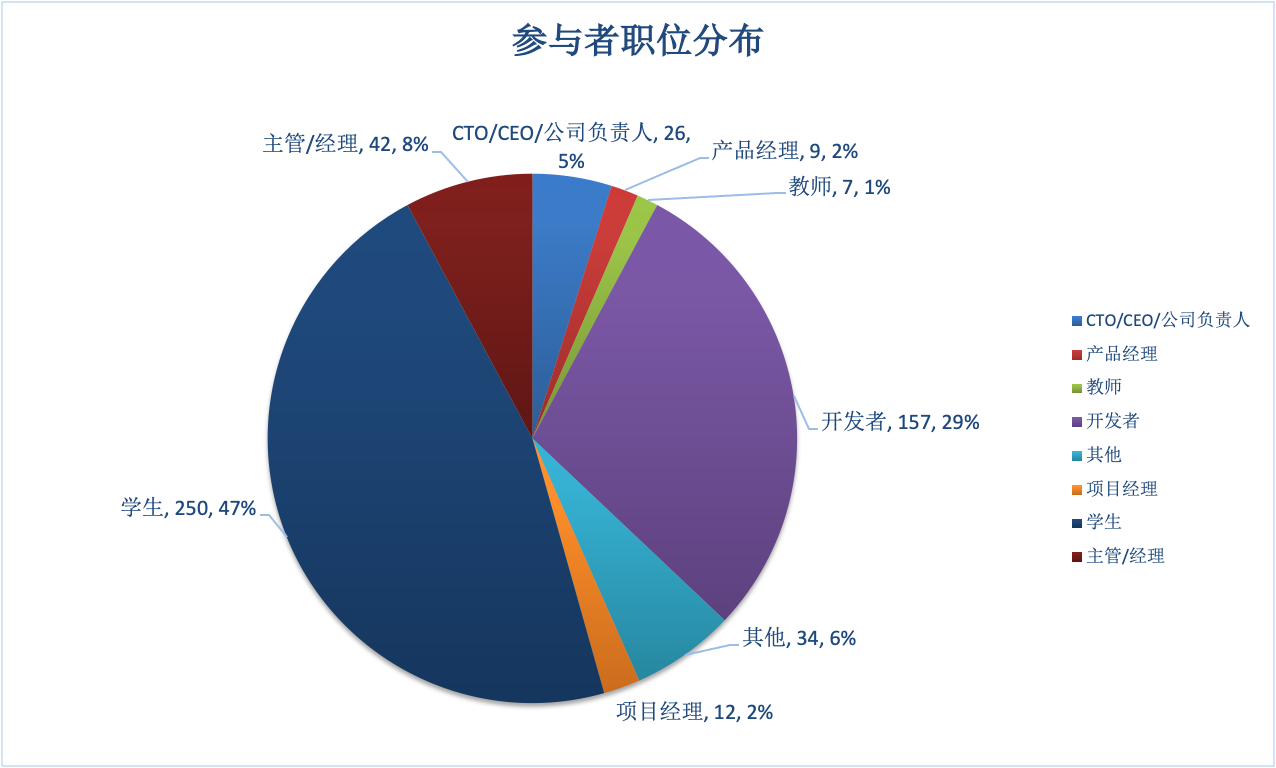 参与者职位分布
主管/经理, 42, 8%
CTO/CEO/公司负责人, 26,
5%
产品经理, 9, 2%
教师, 7, 1%
开发者, 157, 29%
学生, 250, 47%
其他, 34, 6%
项目经理, 12, 2%
CTO/CEO/公司负责人
产品经理
教师
开发者
其他
项目经理
学生
主管/经理